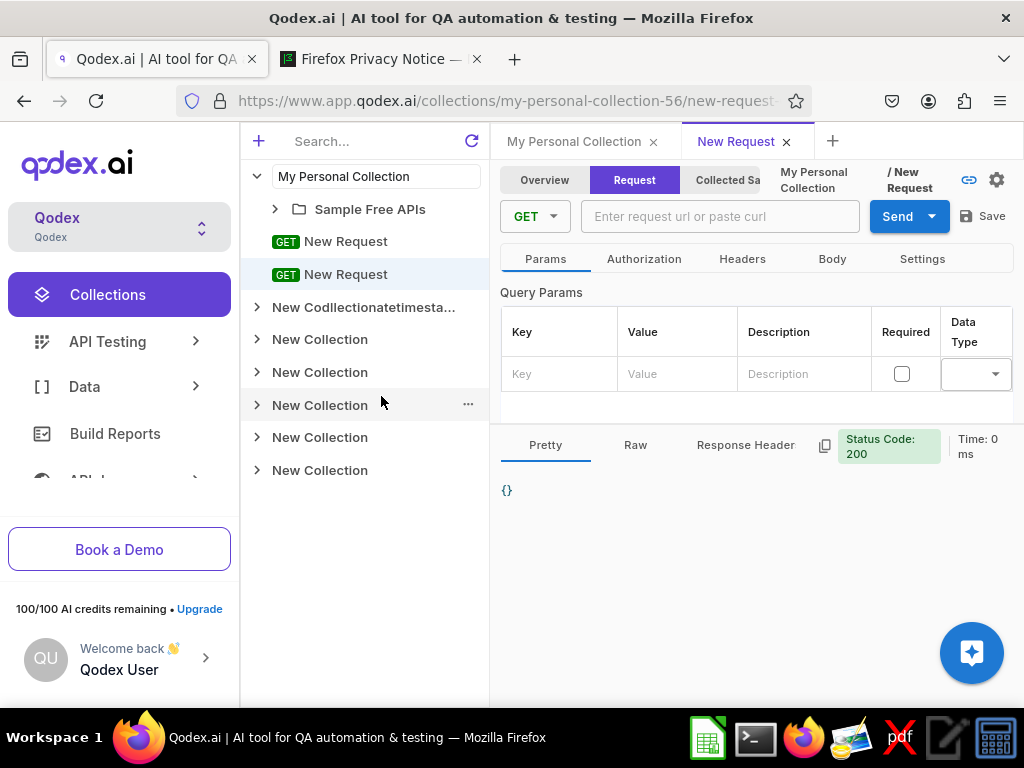 Qodex.ai | AI tool for QA automation & testing — Mozilla Firefox
Qodex.ai | AI tool for QA
Firefox Privacy Notice —
https://www.app.qodex.ai/collections/my-personal-collection-56/new-request-
qodex.ai
Qodex
Qodex
Collections
API Testing
Data
Build Reports
Book a Demo
100/100 AI credits remaining • Upgrade
QU
Welcome back 👋
Qodex User
Search...
My Personal Collection
Sample Free APIs
GET New Request
GET New Request
New Codllectionatetimesta...
New Collection
New Collection
New Collection
New Collection
New Collection
My Personal Collection
New Request
Overview
Request
Collected Sa
My Personal Collection
/ New Request
GET
Enter request url or paste curl
Send
Save
Params
Authorization
Headers
Body
Settings
Query Params
Key
Value
Description
Required
Data Type
Key
Value
Description
Pretty
Raw
Response Header
Status Code: 200
Time: 0 ms
{}
Workspace 1
Qodex.ai | AI tool for QA automation & testing — Mozilla Firefox
pdf